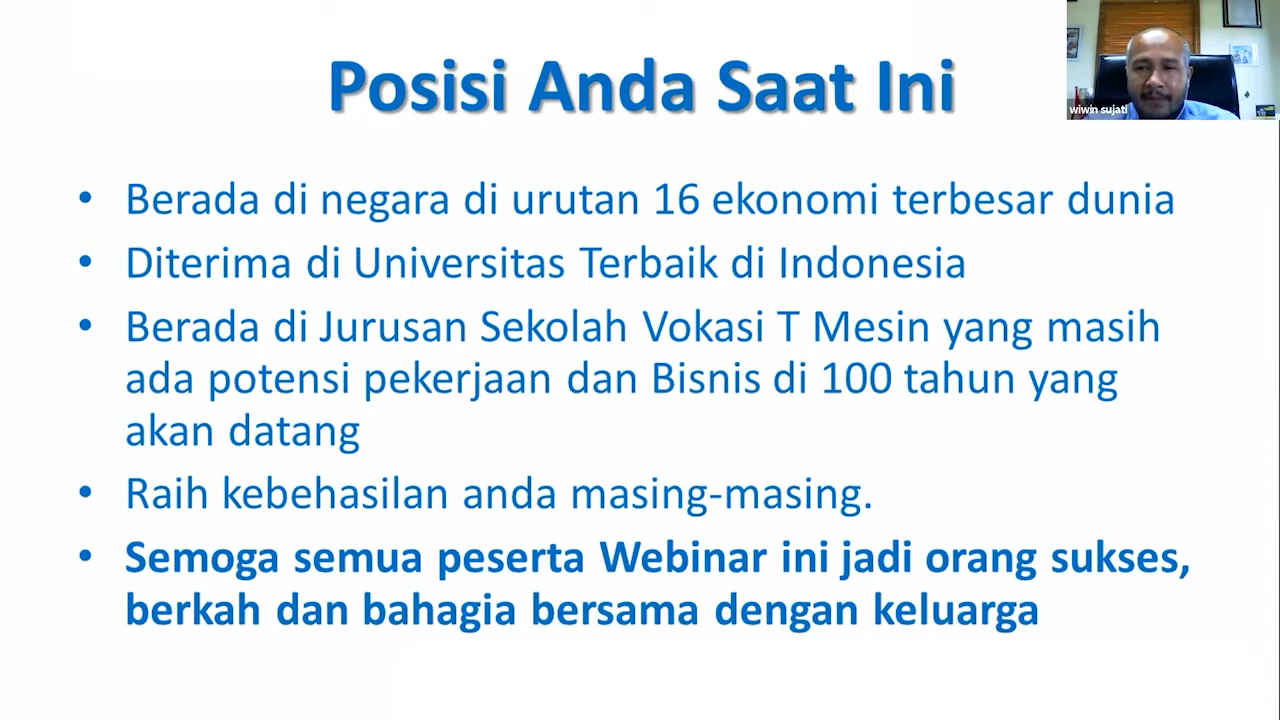 Posisi Anda Saat Ini
wiwin sujati
• Berada di negara di urutan 16 ekonomi terbesar dunia
• Diterima di Universitas Terbaik di Indonesia
• Berada di Jurusan Sekolah Vokasi T Mesin yang masih
ada potensi pekerjaan dan Bisnis di 100 tahun yang
akan datang
• Raih kebehasilan anda masing-masing.
• Semoga semua peserta Webinar ini jadi orang sukses,
berkah dan bahagia bersama dengan keluarga